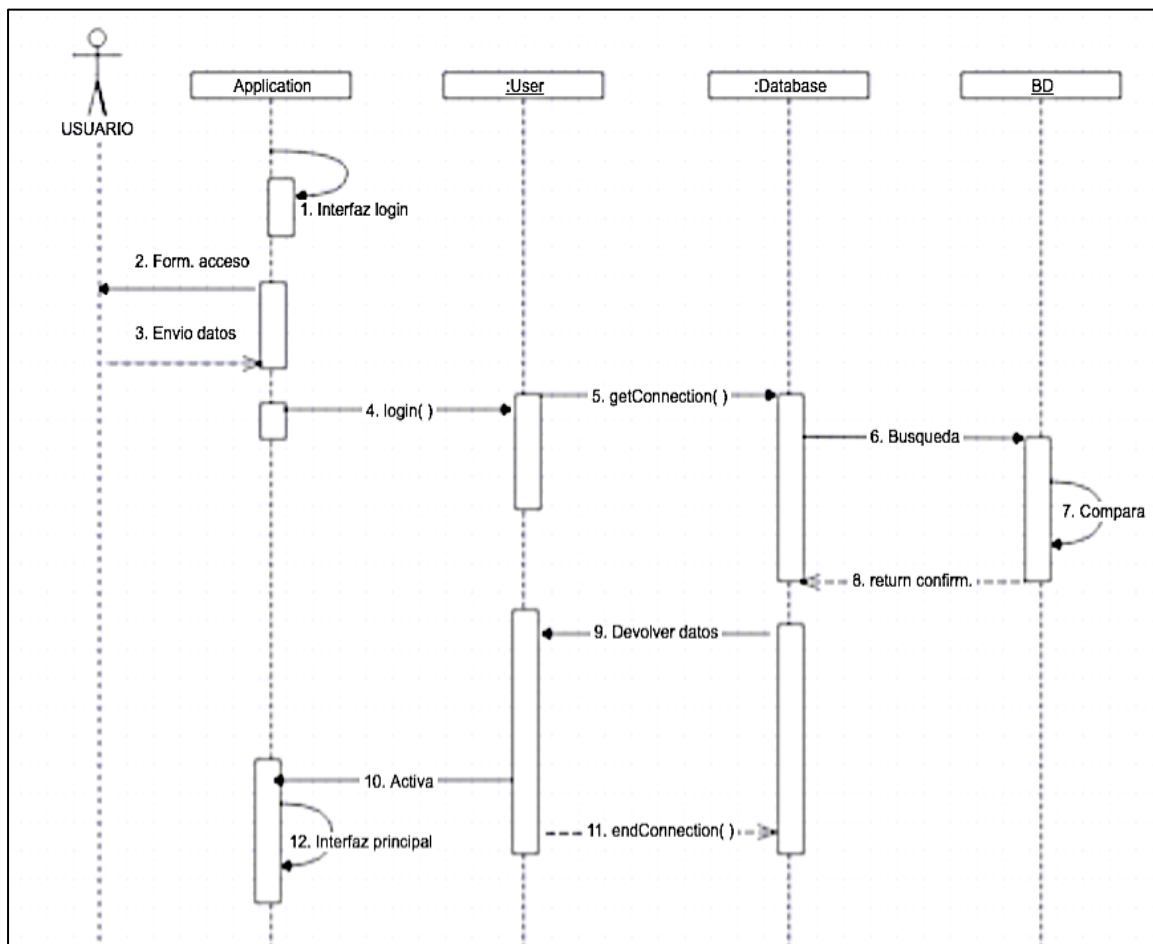 USUARIO
Application
:User
:Database
BD
1. Interfaz login
2. Form. acceso
3. Envio datos
4. login( )
5. getConnection( )
6. Busqueda
7. Compara
8. return confirm.
9. Devolver datos
10. Activa
11. endConnection( )
12. Interfaz principal